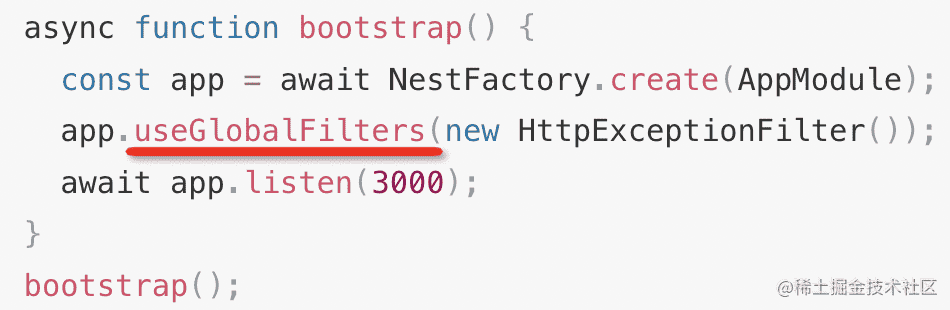 async function bootstrap() {
  const app = await NestFactory.create(AppModule);
  app.useGlobalFilters(new HttpExceptionFilter());
  await app.listen(3000);
}
bootstrap();
@稀土掘金技术社区